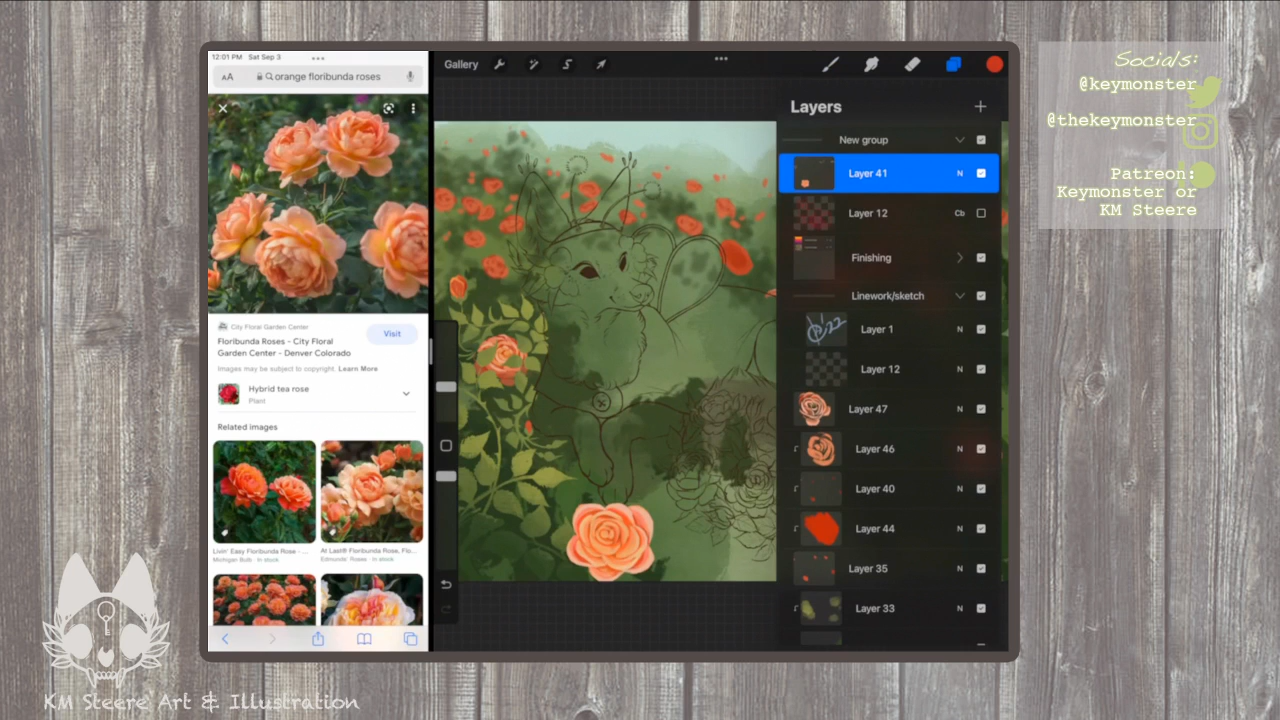 12:01 PM Sat Sep 3
AA
orange floribunda roses
City Floral Garden Center
Floribunda Roses - City Floral
Garden Center - Denver Colorado
Visit
Images may be subject to copyright. Learn More
Hybrid tea rose
Plant
Related images
Livin' Easy Floribunda Rose - ...
Michigan Bulb · In stock
At Last® Floribunda Rose, Flo...
Edmunds' Roses · In stock
Gallery
Layers
New group
Layer 41 N
Layer 12 Cb
Finishing
Linework/sketch
Layer 1 N
Layer 12 N
Layer 47 N
Layer 46 N
Layer 40 N
Layer 44 N
Layer 35 N
Layer 33 N
Socials:
@keymonster
@thekeymonster
Patreon:
Keymonster or
KM Steere
KM Steere Art & Illustration